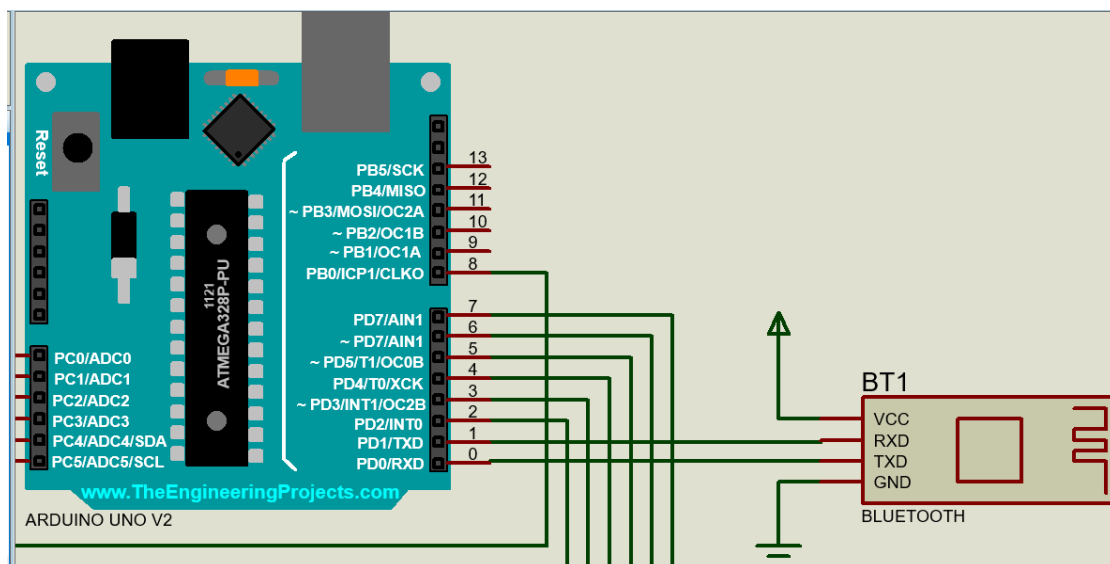 Reset
1121
ATMEGA328P-PU
PB5/SCK 13
PB4/MISO 12
~ PB3/MOSI/OC2A 11
~ PB2/OC1B 10
~ PB1/OC1A 9
PB0/ICP1/CLKO 8
PD7/AIN1 7
~ PD7/AIN1 6
~ PD5/T1/OC0B 5
PD4/T0/XCK 4
~ PD3/INT1/OC2B 3
PD2/INT0 2
PD1/TXD 1
PD0/RXD 0
PC0/ADC0
PC1/ADC1
PC2/ADC2
PC3/ADC3
PC4/ADC4/SDA
PC5/ADC5/SCL
www.TheEngineeringProjects.com
ARDUINO UNO V2
BT1
VCC
RXD
TXD
GND
BLUETOOTH